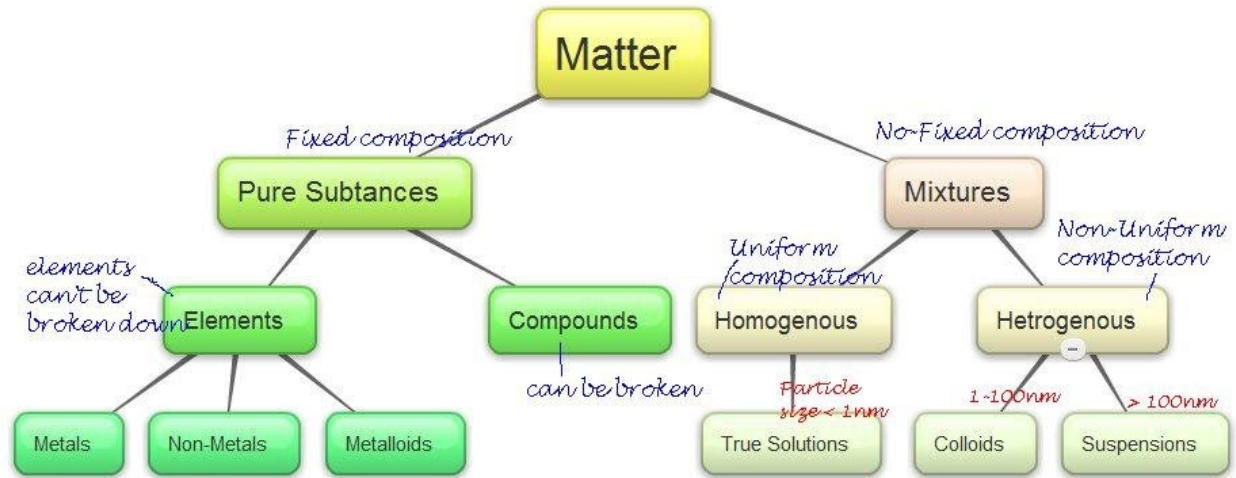 Matter
Fixed composition
No-Fixed composition
Pure Subtances
Mixtures
elements
can't be
broken down
Uniform
composition
Non-Uniform
composition
Elements
Compounds
Homogenous
Hetrogenous
can be broken
Particle
size < 1nm
1-100nm
> 100nm
Metals
Non-Metals
Metalloids
True Solutions
Colloids
Suspensions